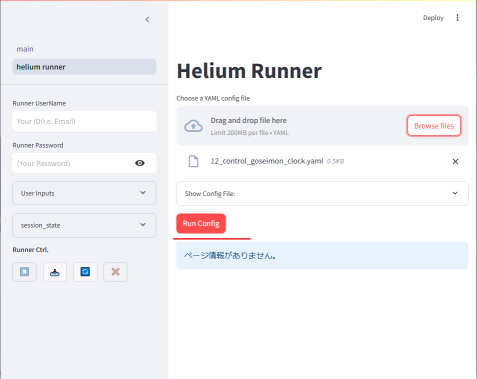 Deploy
main
helium runner
Runner UserName
Your ID(i.e. Email)
Runner Password
(Your Password)
User Inputs
session_state
Runner Ctrl.
Helium Runner
Choose a YAML config file
Drag and drop file here
Limit 200MB per file • YAML
Browse files
12_control_goseimon_clock.yaml 0.5KB
Show Config File:
Run Config
ページ情報がありません。